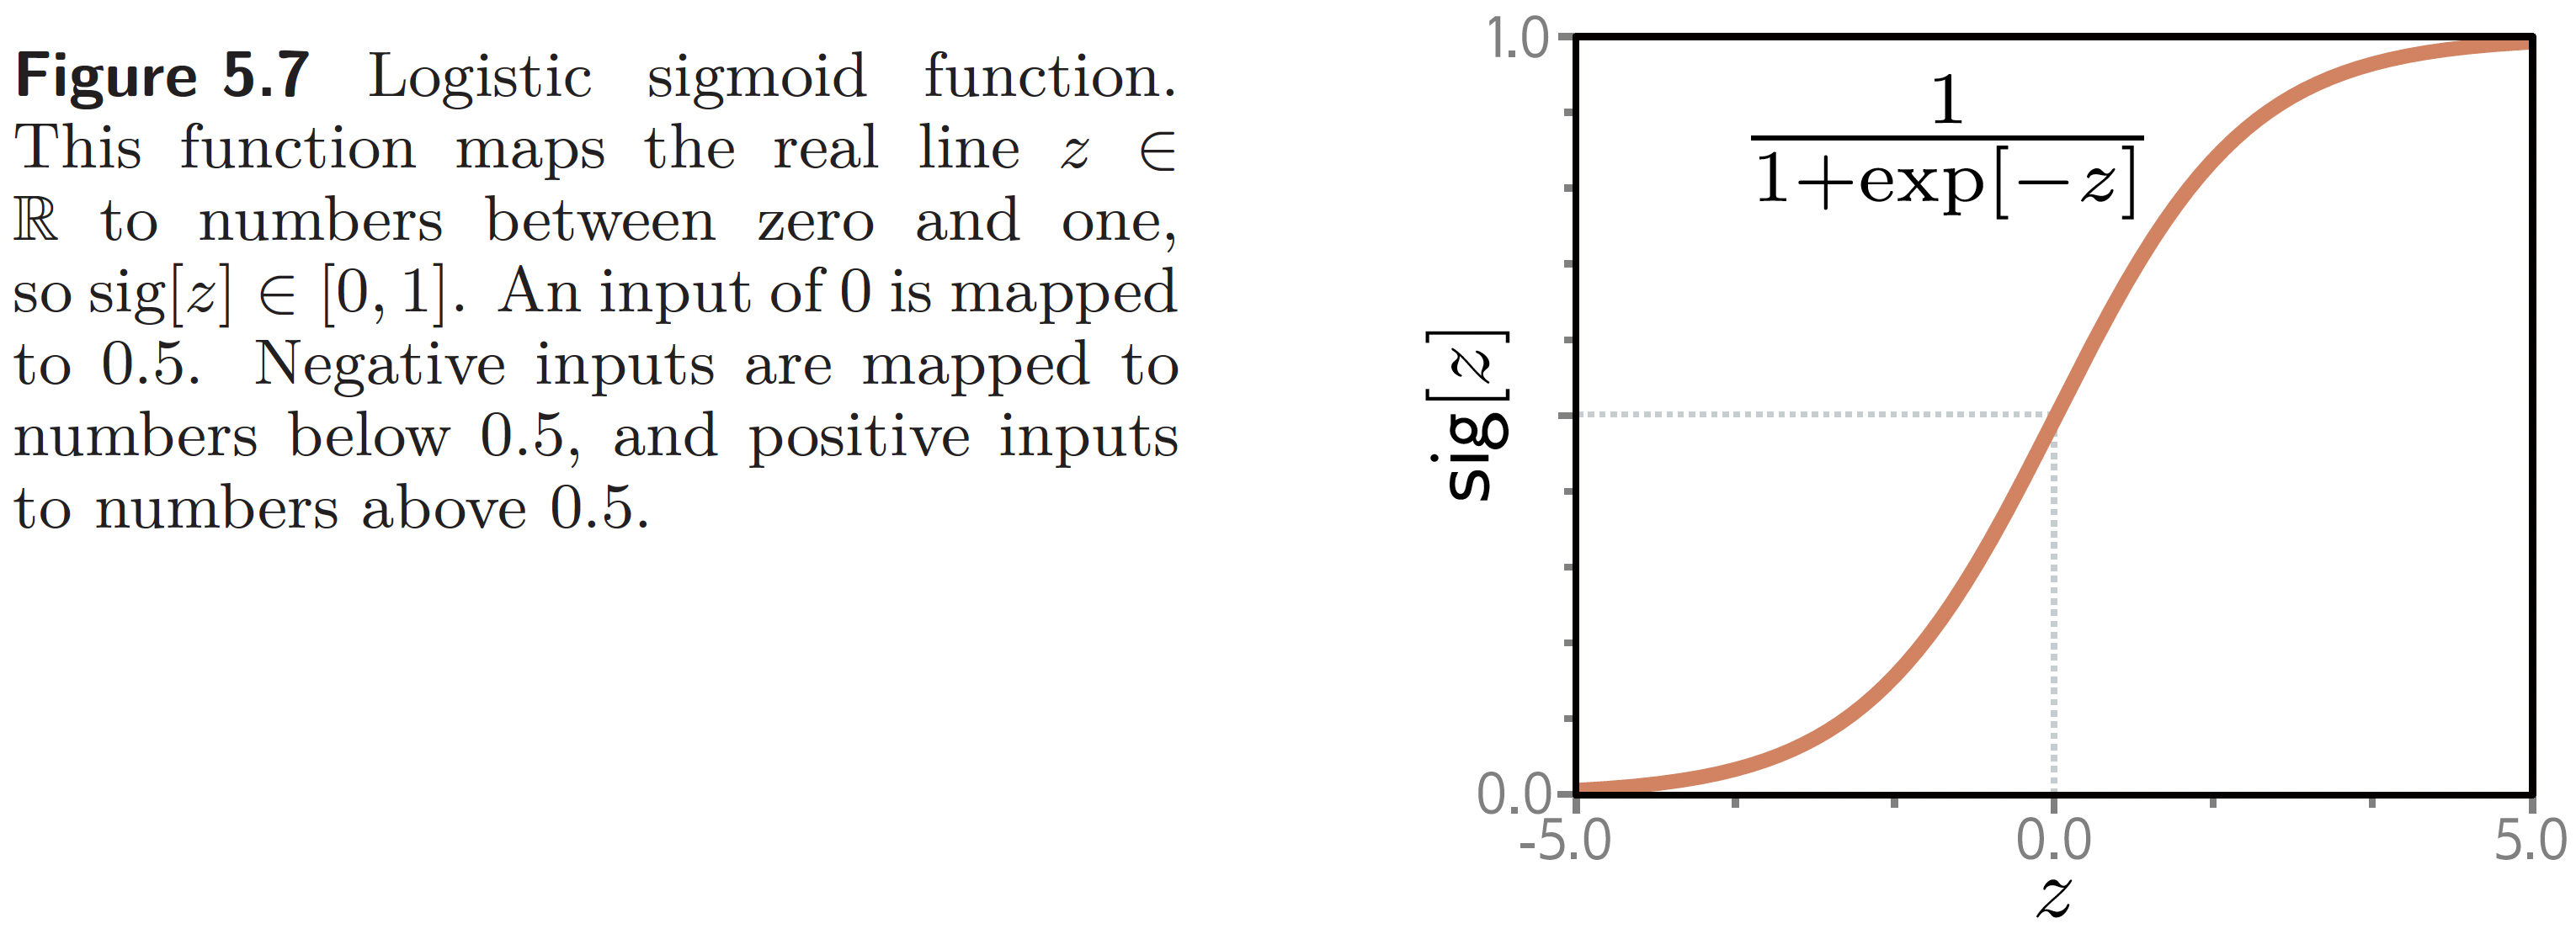 Figure 5.7 Logistic sigmoid function.
This function maps the real line z ∈
ℝ to numbers between zero and one,
so sig[z] ∈ [0, 1]. An input of 0 is mapped
to 0.5. Negative inputs are mapped to
numbers below 0.5, and positive inputs
to numbers above 0.5.
1.0
1
1+exp[−z]
sig[z]
0.0
-5.0 0.0 5.0
z